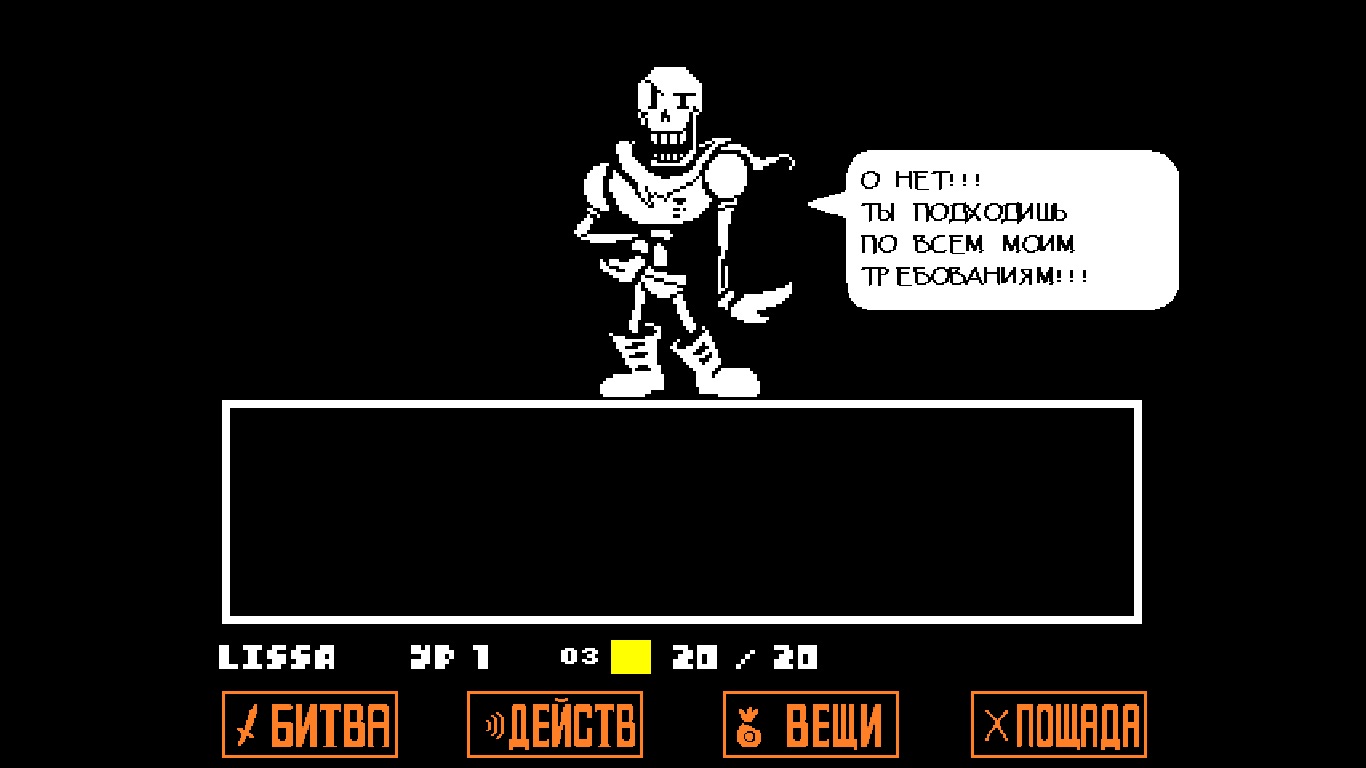 О НЕТ!!!
ТЫ ПОДХОДИШЬ
ПО ВСЕМ МОИМ
ТРЕБОВАНИЯМ!!!
LISSA УР 1 ОЗ 20 / 20
БИТВА ДЕЙСТВ ВЕЩИ ПОЩАДА